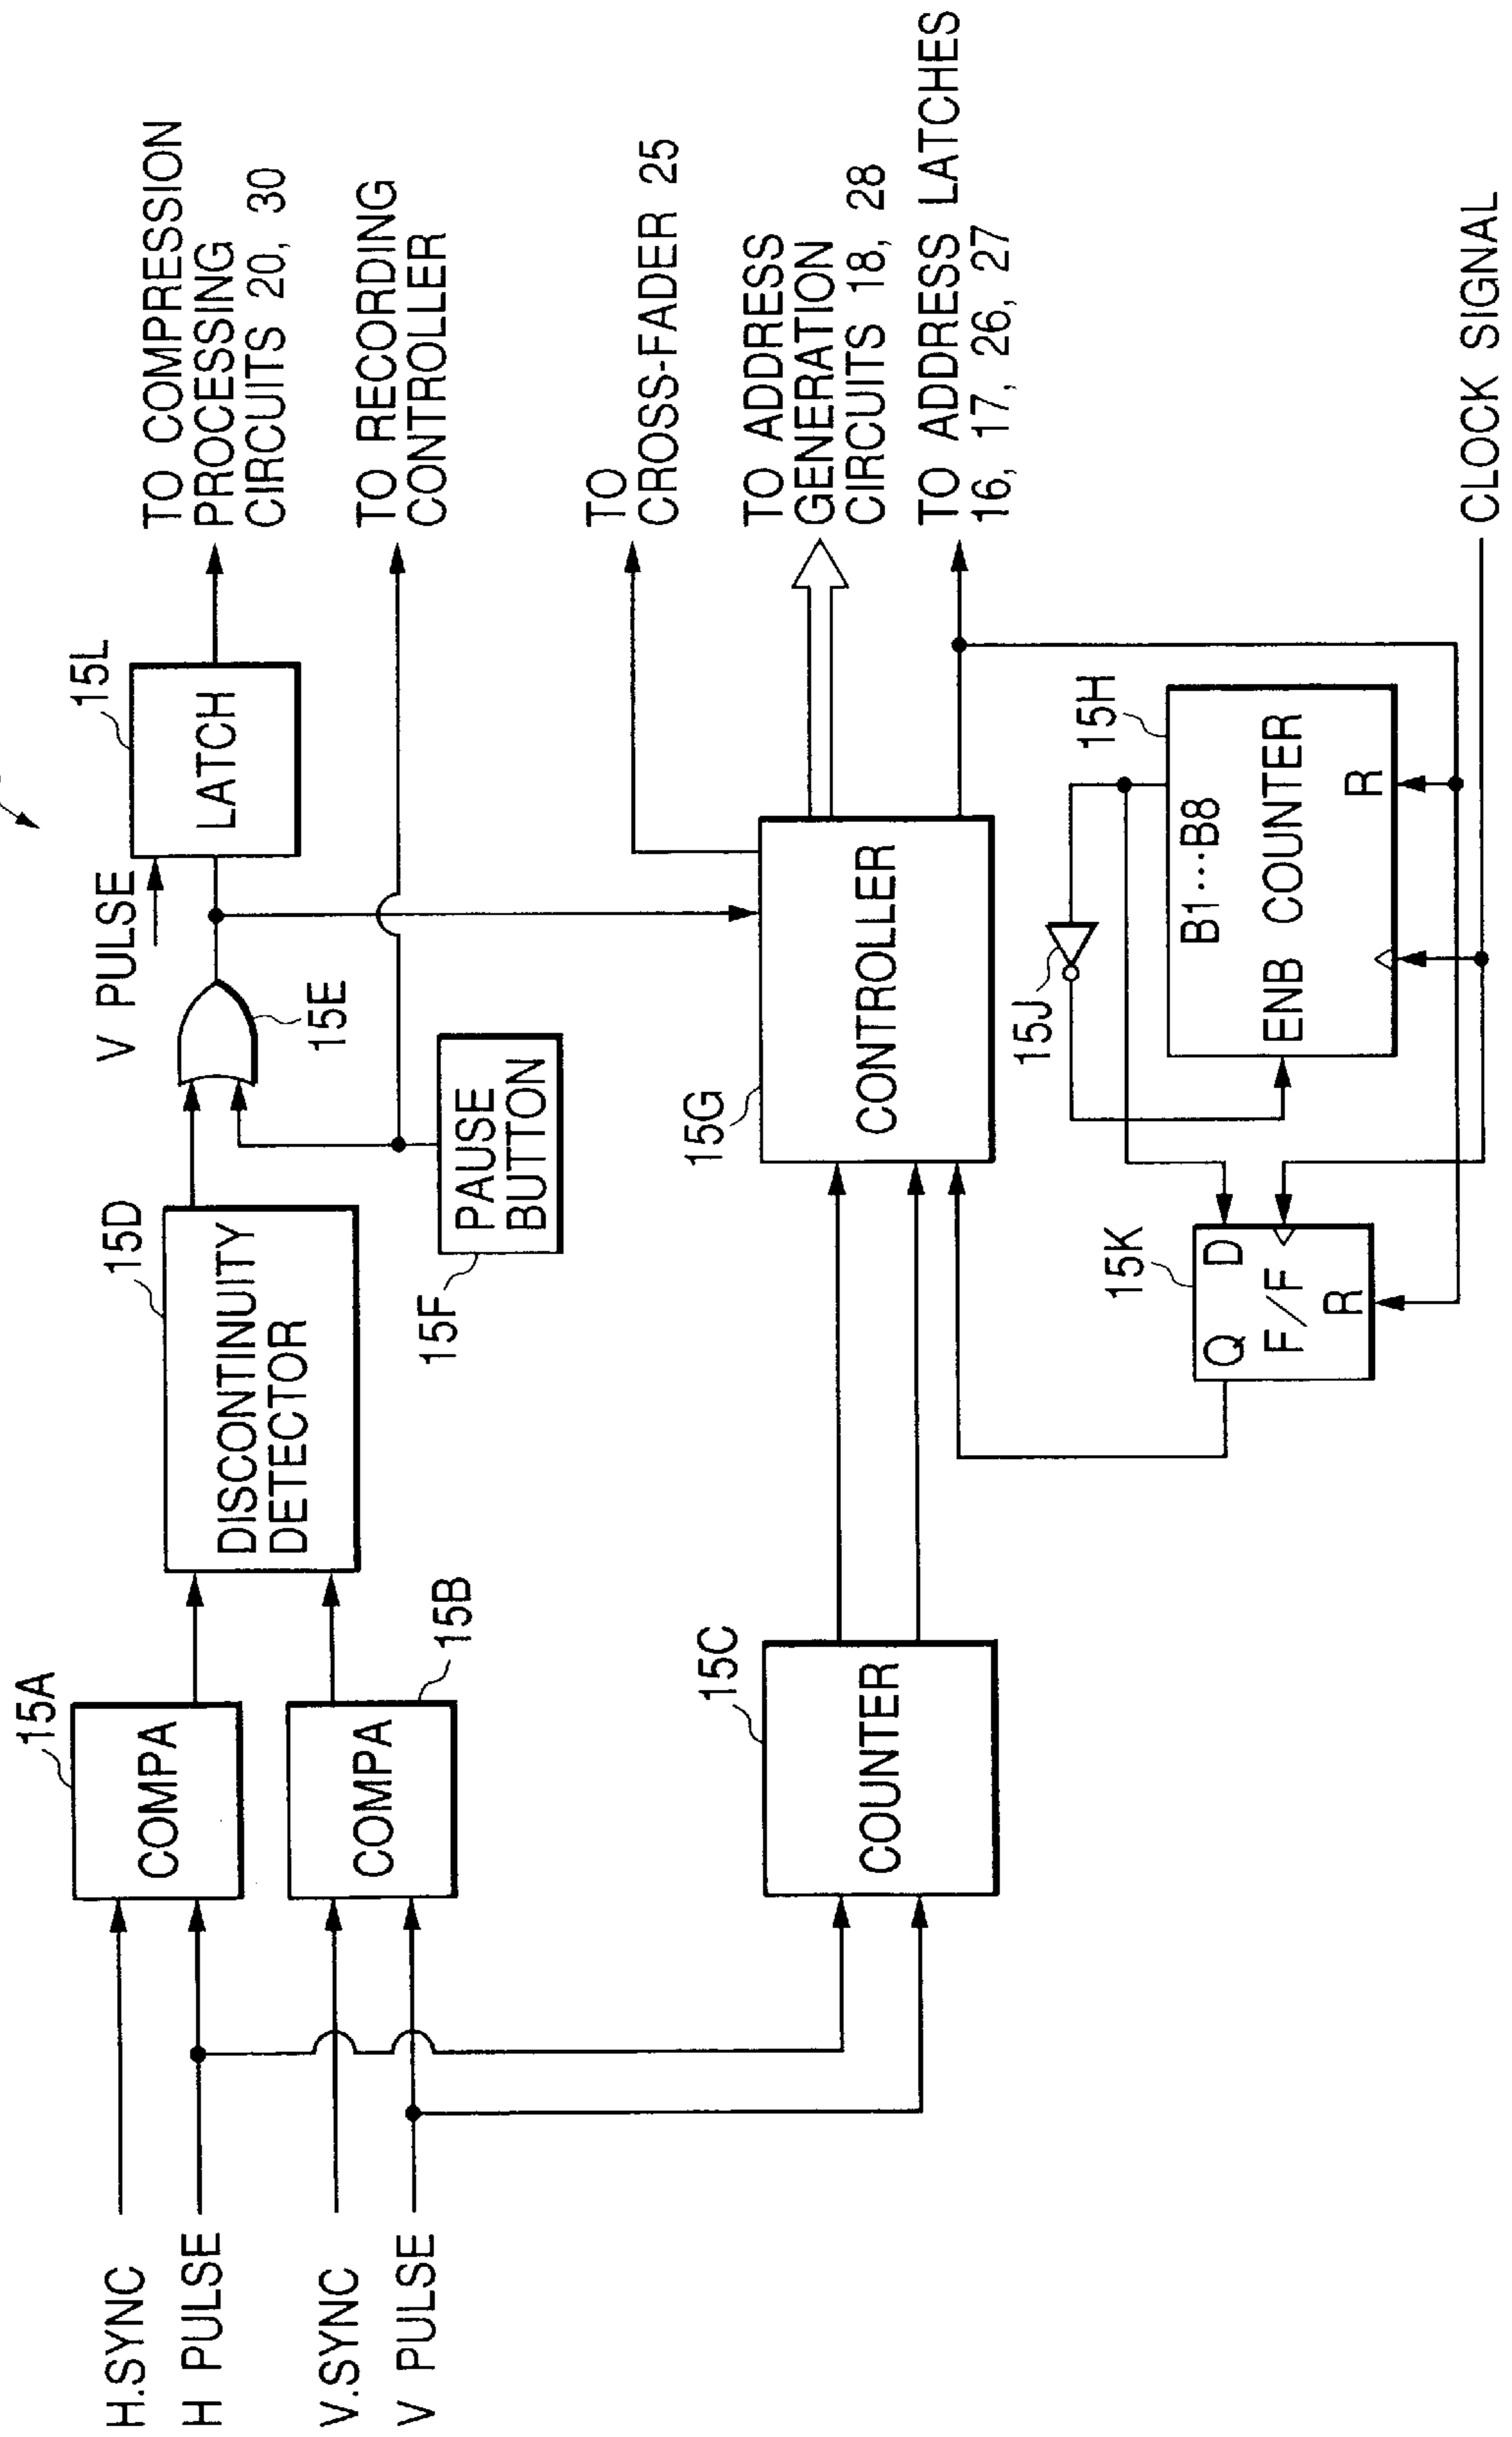 H.SYNC
H PULSE
V.SYNC
V PULSE
15A
COMPA
15B
COMPA
15D
DISCONTINUITY
DETECTOR
15F
PAUSE
BUTTON
15E
V PULSE
15L
LATCH
TO COMPRESSION
PROCESSING
CIRCUITS 20, 30
TO RECORDING
CONTROLLER
15C
COUNTER
15G
CONTROLLER
TO
CROSS-FADER 25
TO ADDRESS
GENERATION
CIRCUITS 18, 28
TO ADDRESS LATCHES
16, 17, 26, 27
15K
Q D
F/F
R
15J
15H
B1···B8
ENB COUNTER
R
CLOCK SIGNAL